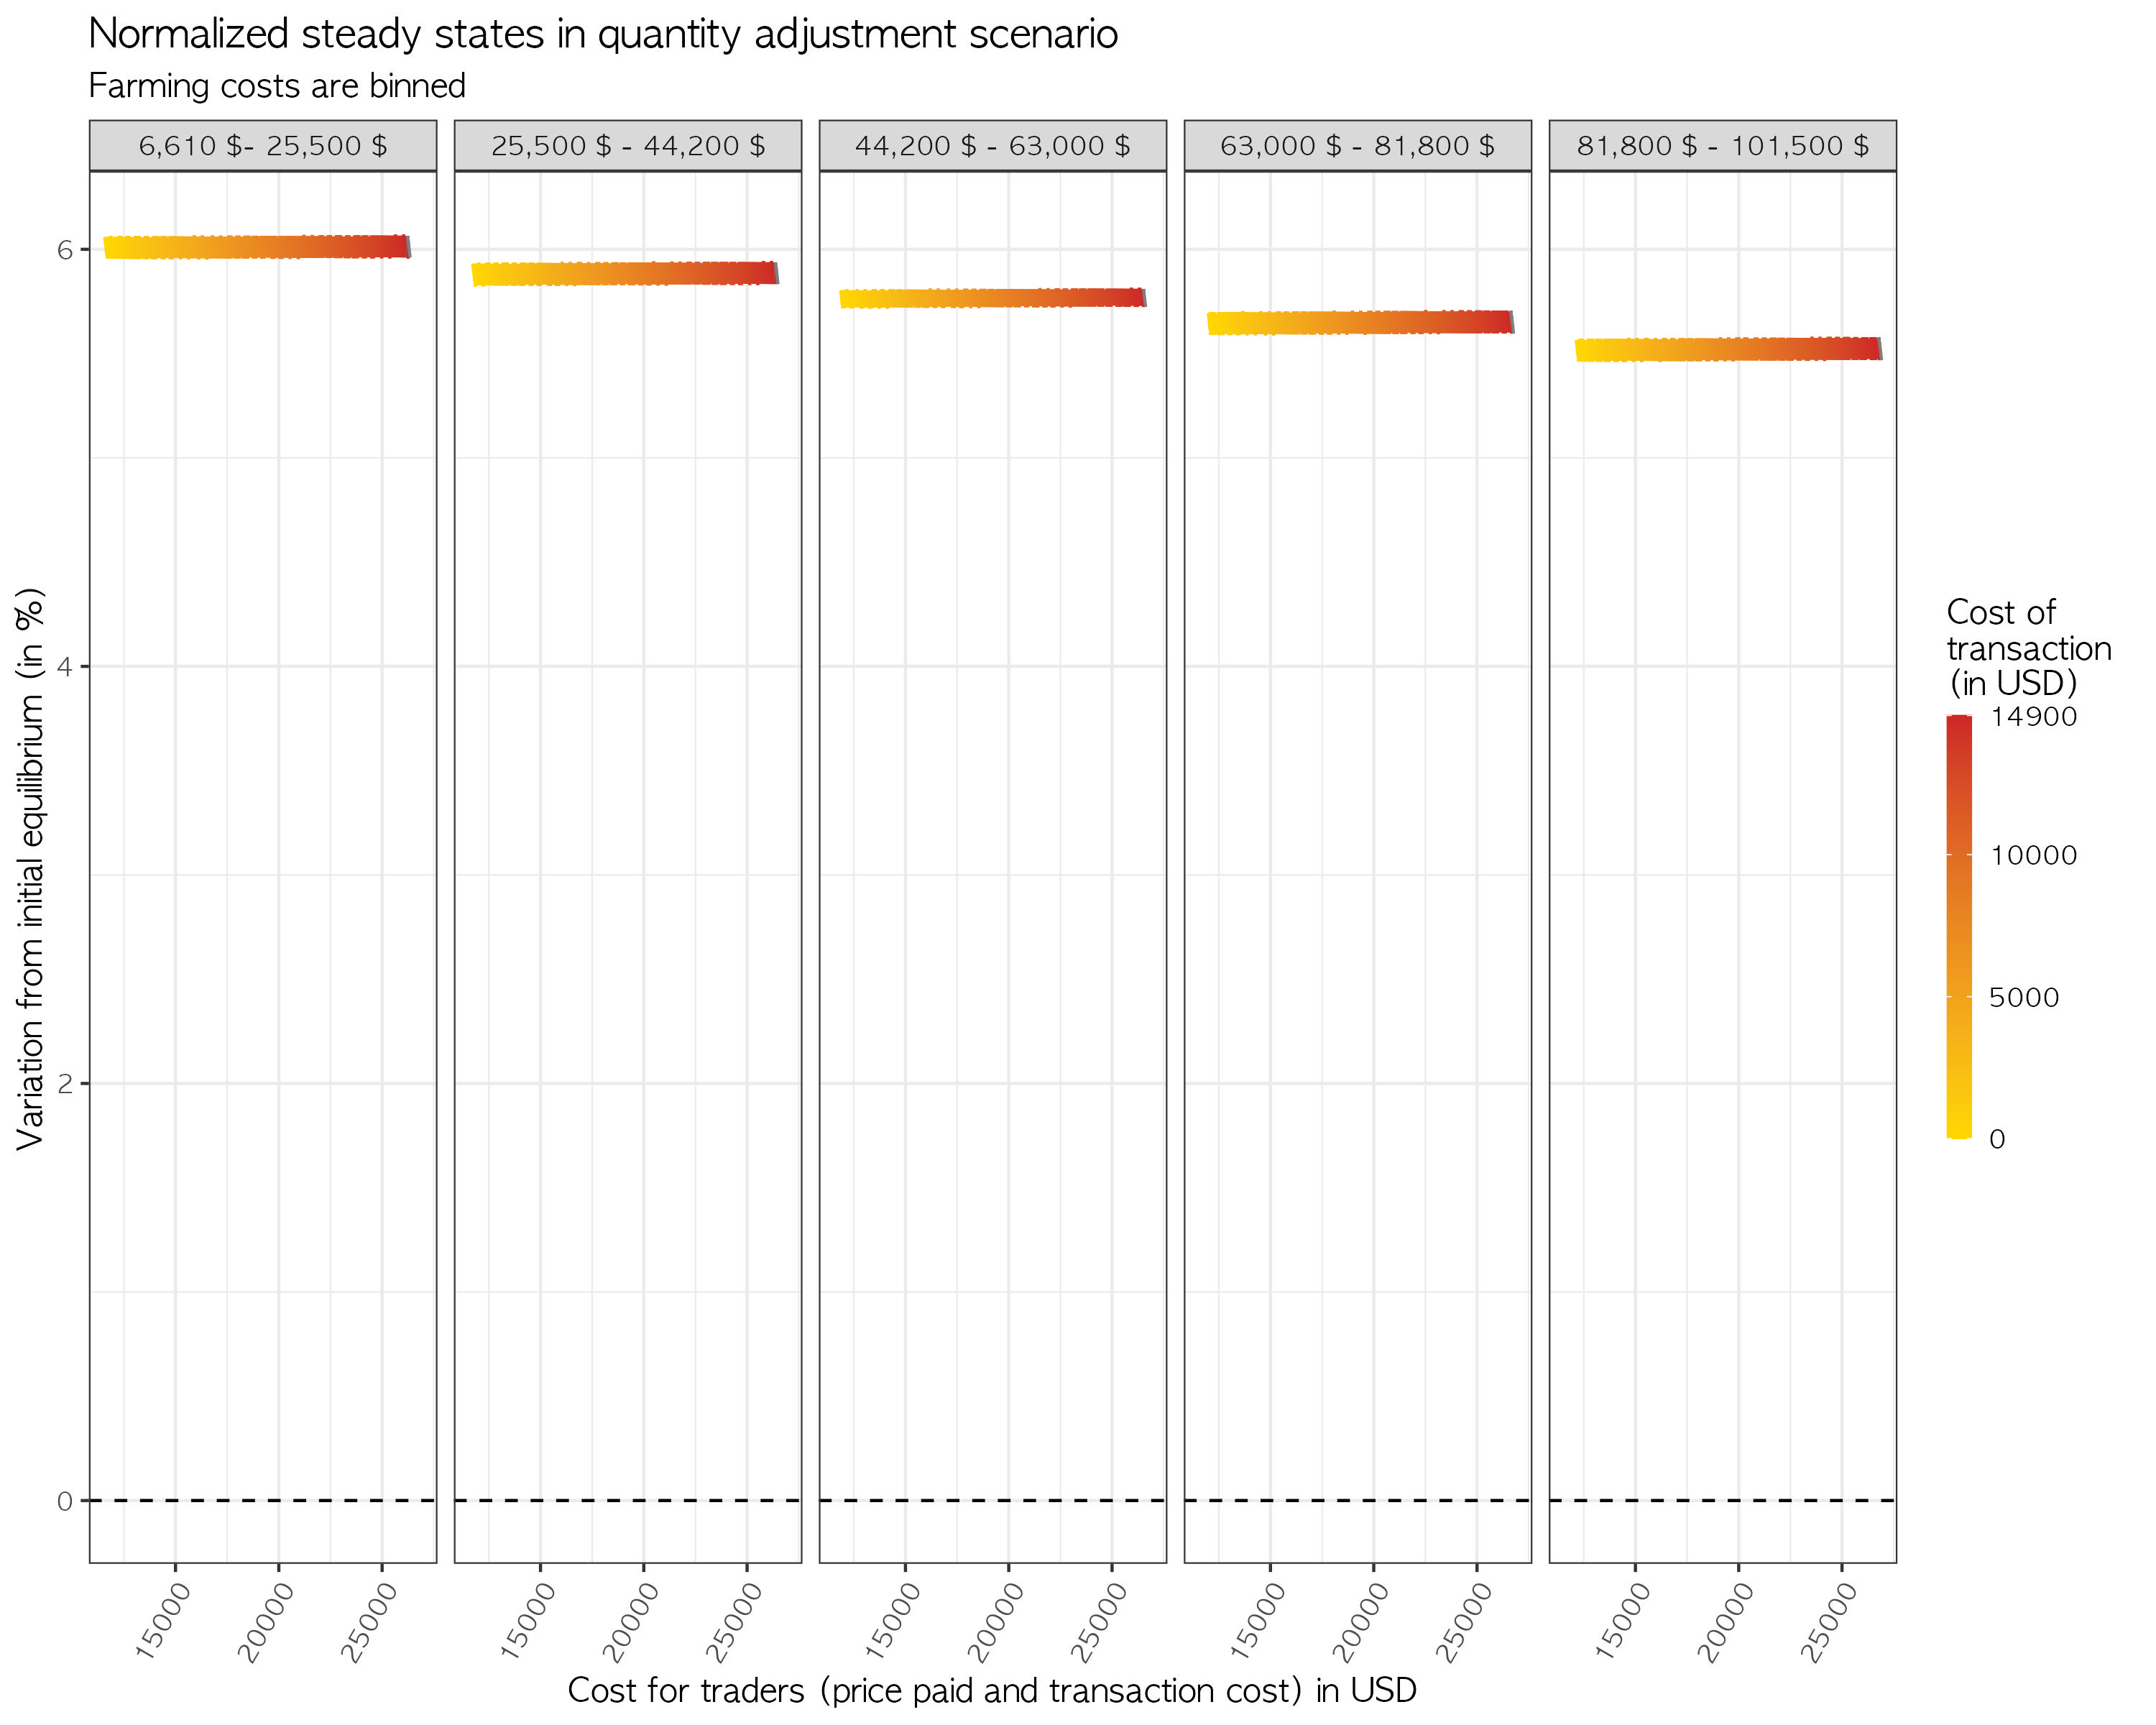 Normalized steady states in quantity adjustment scenario
Farming costs are binned
6,610 $- 25,500 $
25,500 $ - 44,200 $
44,200 $ - 63,000 $
63,000 $ - 81,800 $
81,800 $ - 101,500 $
Variation from initial equilibrium (in %)
6
4
2
0
15000
20000
25000
15000
20000
25000
15000
20000
25000
15000
20000
25000
15000
20000
25000
Cost for traders (price paid and transaction cost) in USD
Cost of
transaction
(in USD)
14900
10000
5000
0